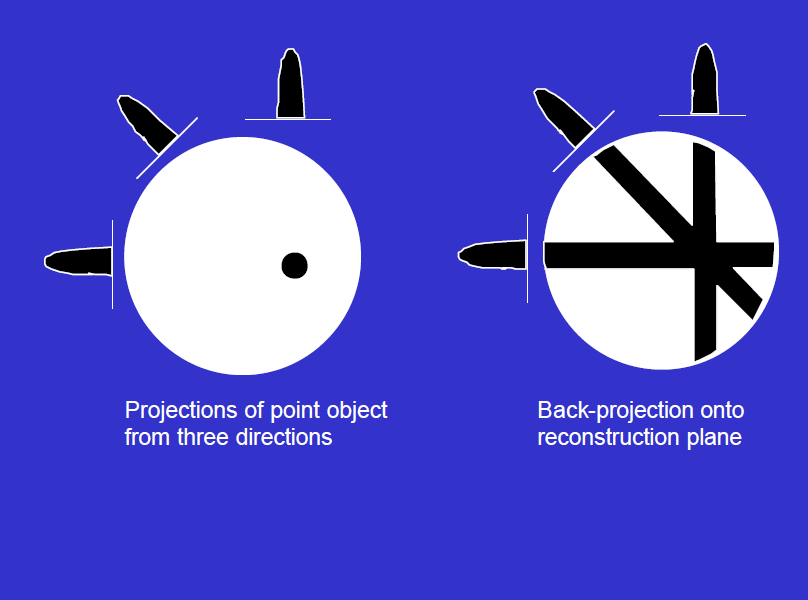 Projections of point object
from three directions
Back-projection onto
reconstruction plane